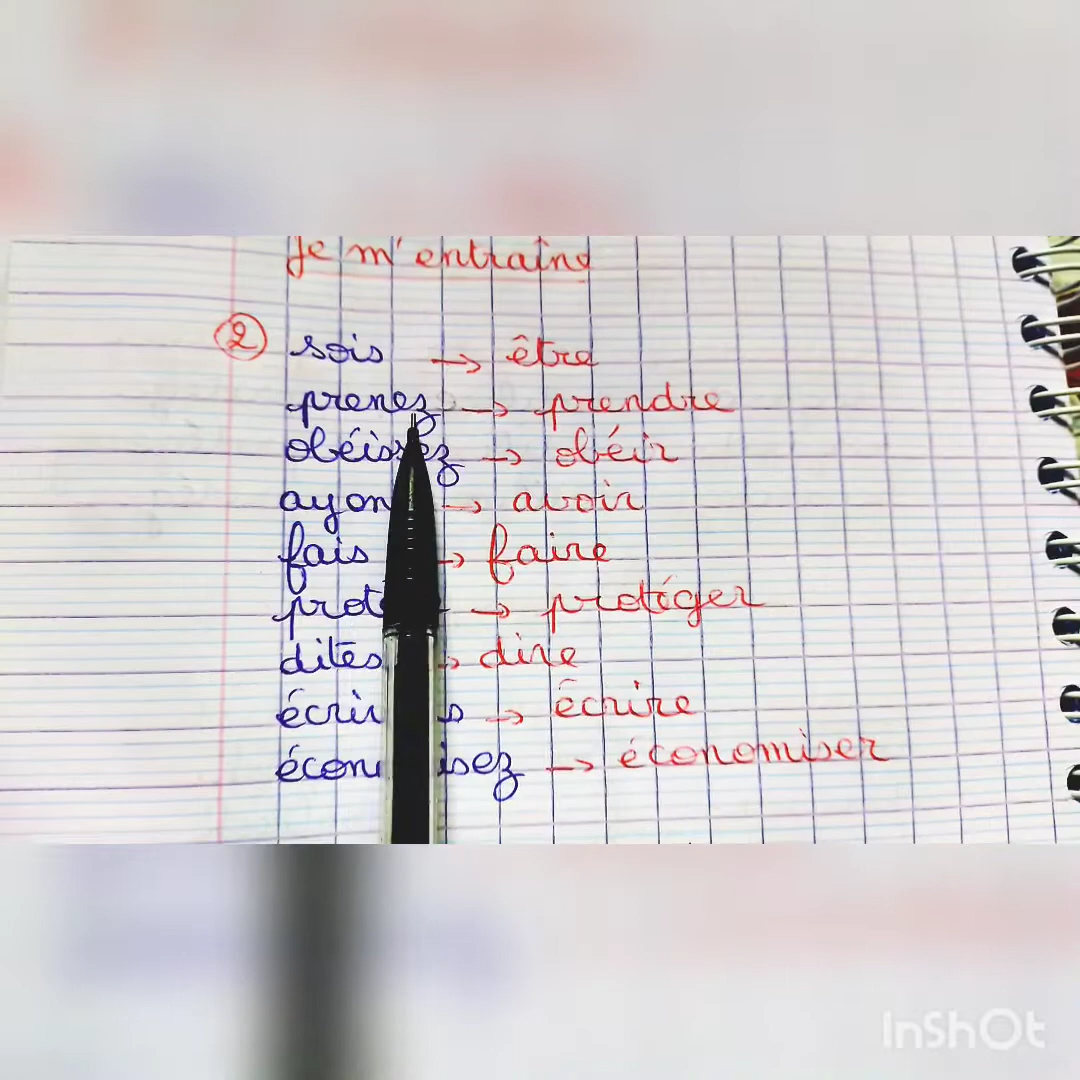 Je m'entraîne
② sois → être
prenez → prendre
obéissez → obéir
→ avoir
fais → faire
→ protéger
dites → dire
→ écrire
→ économiser
InShOt